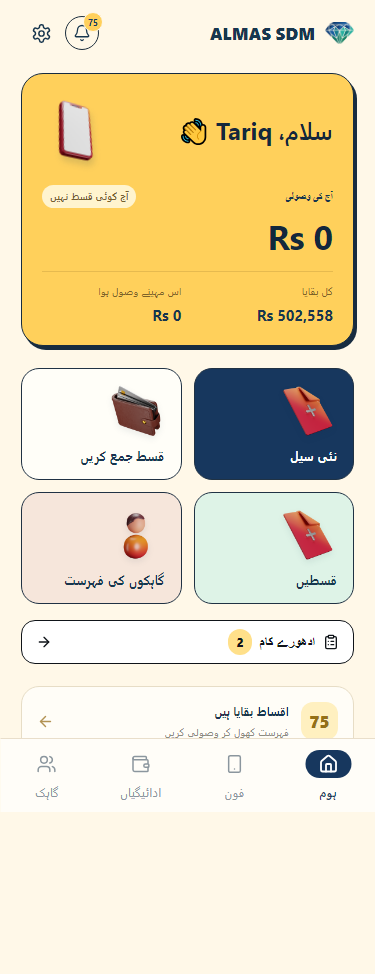 ALMAS SDM
75
سلام، Tariq 👋
آج کی وصولی
آج کوئی قسط نہیں
Rs 0
کل بقایا
Rs 502,558
اس مہینے وصول ہوا
Rs 0
نئی سیل
قسط جمع کریں
قسطیں
گاہکوں کی فہرست
ادھورے کام 2
75
اقساط بقایا ہیں
فہرست کھول کر وصولی کریں
ہوم
فون
ادائیگیاں
گاہک